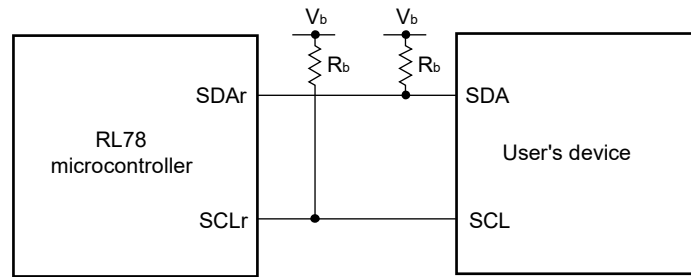 Vb Vb
Rb Rb
SDAr SDA
RL78
microcontroller
User's device
SCLr SCL